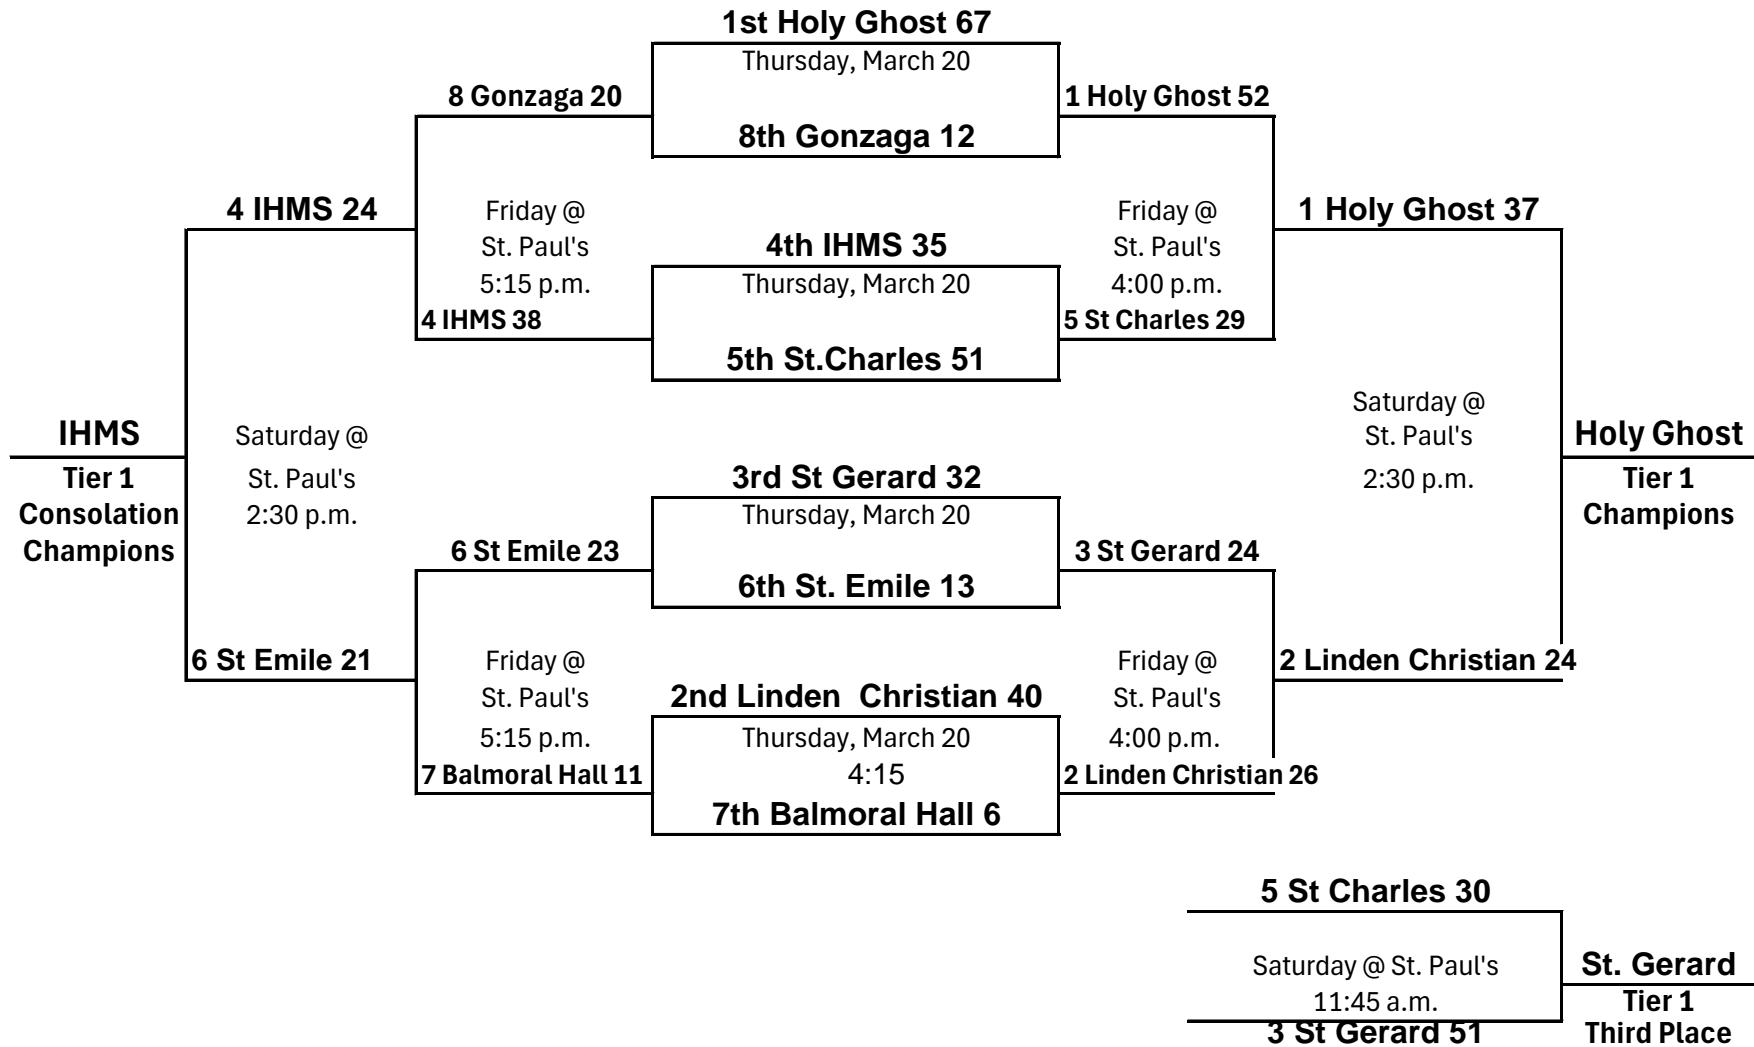 1st Holy Ghost 67
Thursday, March 20
8 Gonzaga 20
1 Holy Ghost 52
8th Gonzaga 12
4 IHMS 24
Friday @
St. Paul's
5:15 p.m.
Friday @
St. Paul's
4:00 p.m.
1 Holy Ghost 37
4th IHMS 35
Thursday, March 20
4 IHMS 38
5 St Charles 29
5th St.Charles 51
IHMS
Tier 1
Consolation
Champions
Saturday @
St. Paul's
2:30 p.m.
Saturday @
St. Paul's
2:30 p.m.
Holy Ghost
Tier 1
Champions
3rd St Gerard 32
Thursday, March 20
6 St Emile 23
3 St Gerard 24
6th St. Emile 13
6 St Emile 21
Friday @
St. Paul's
5:15 p.m.
Friday @
St. Paul's
4:00 p.m.
2 Linden Christian 24
2nd Linden  Christian 40
Thursday, March 20
4:15
7 Balmoral Hall 11
2 Linden Christian 26
7th Balmoral Hall 6
5 St Charles 30
Saturday @ St. Paul's
11:45 a.m.
3 St Gerard 51
St. Gerard
Tier 1
Third Place